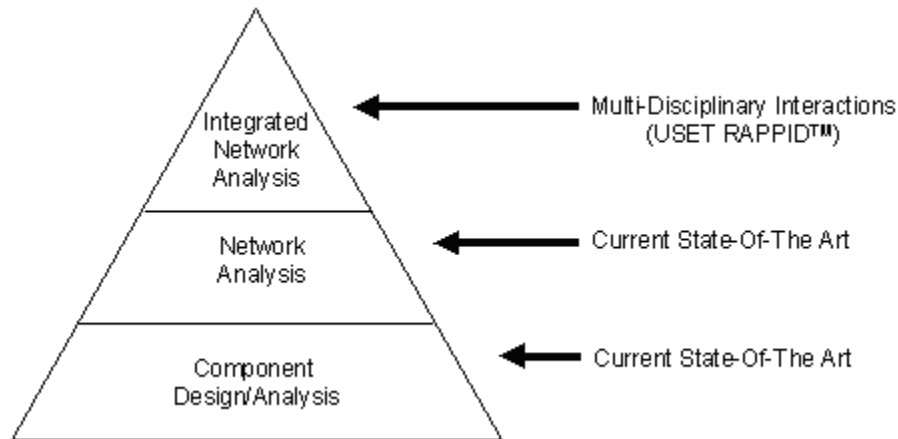 Integrated
Network
Analysis
Multi-Disciplinary Interactions
(USET RAPPID™)
Network
Analysis
Current State-Of-The Art
Component
Design/Analysis
Current State-Of-The Art